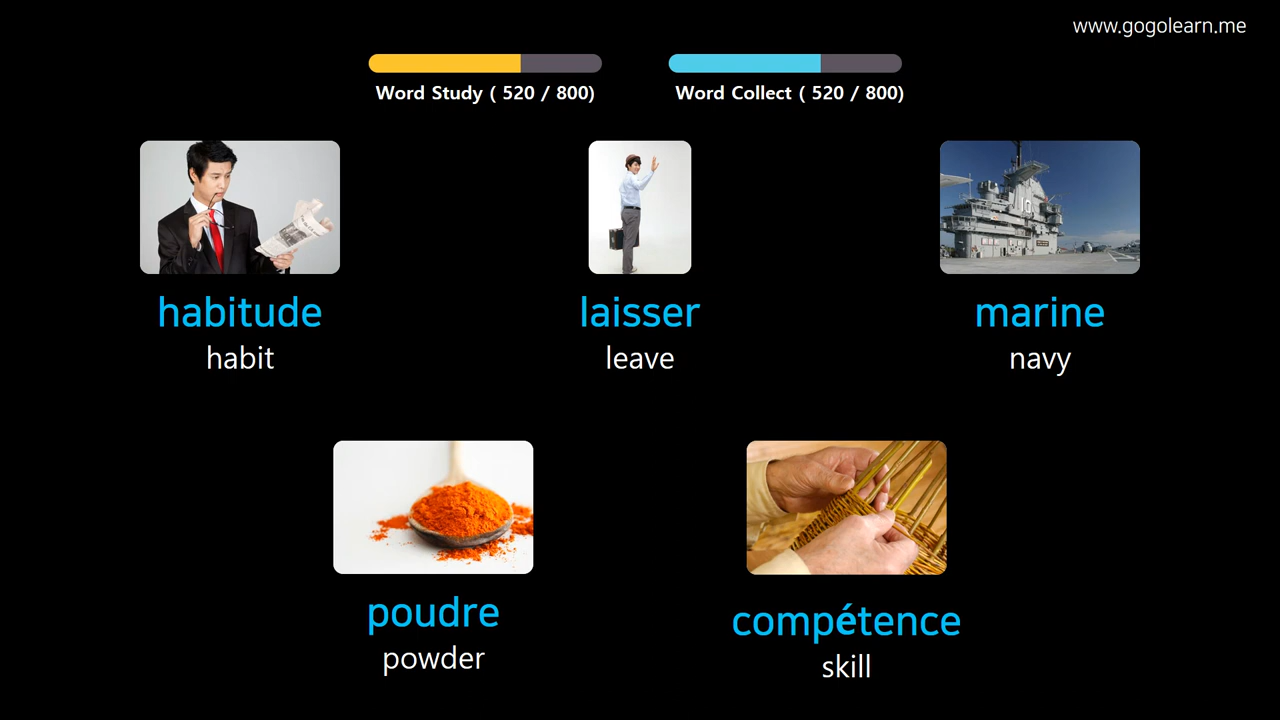 www.gogolearn.me
Word Study ( 520 / 800)
Word Collect ( 520 / 800)
habitude
habit
laisser
leave
marine
navy
poudre
powder
compétence
skill